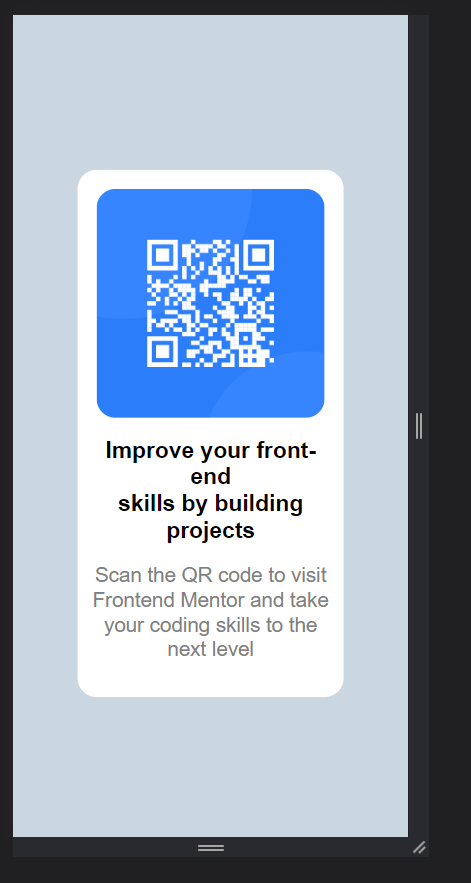 Improve your front-
end
skills by building
projects
Scan the QR code to visit
Frontend Mentor and take
your coding skills to the
next level